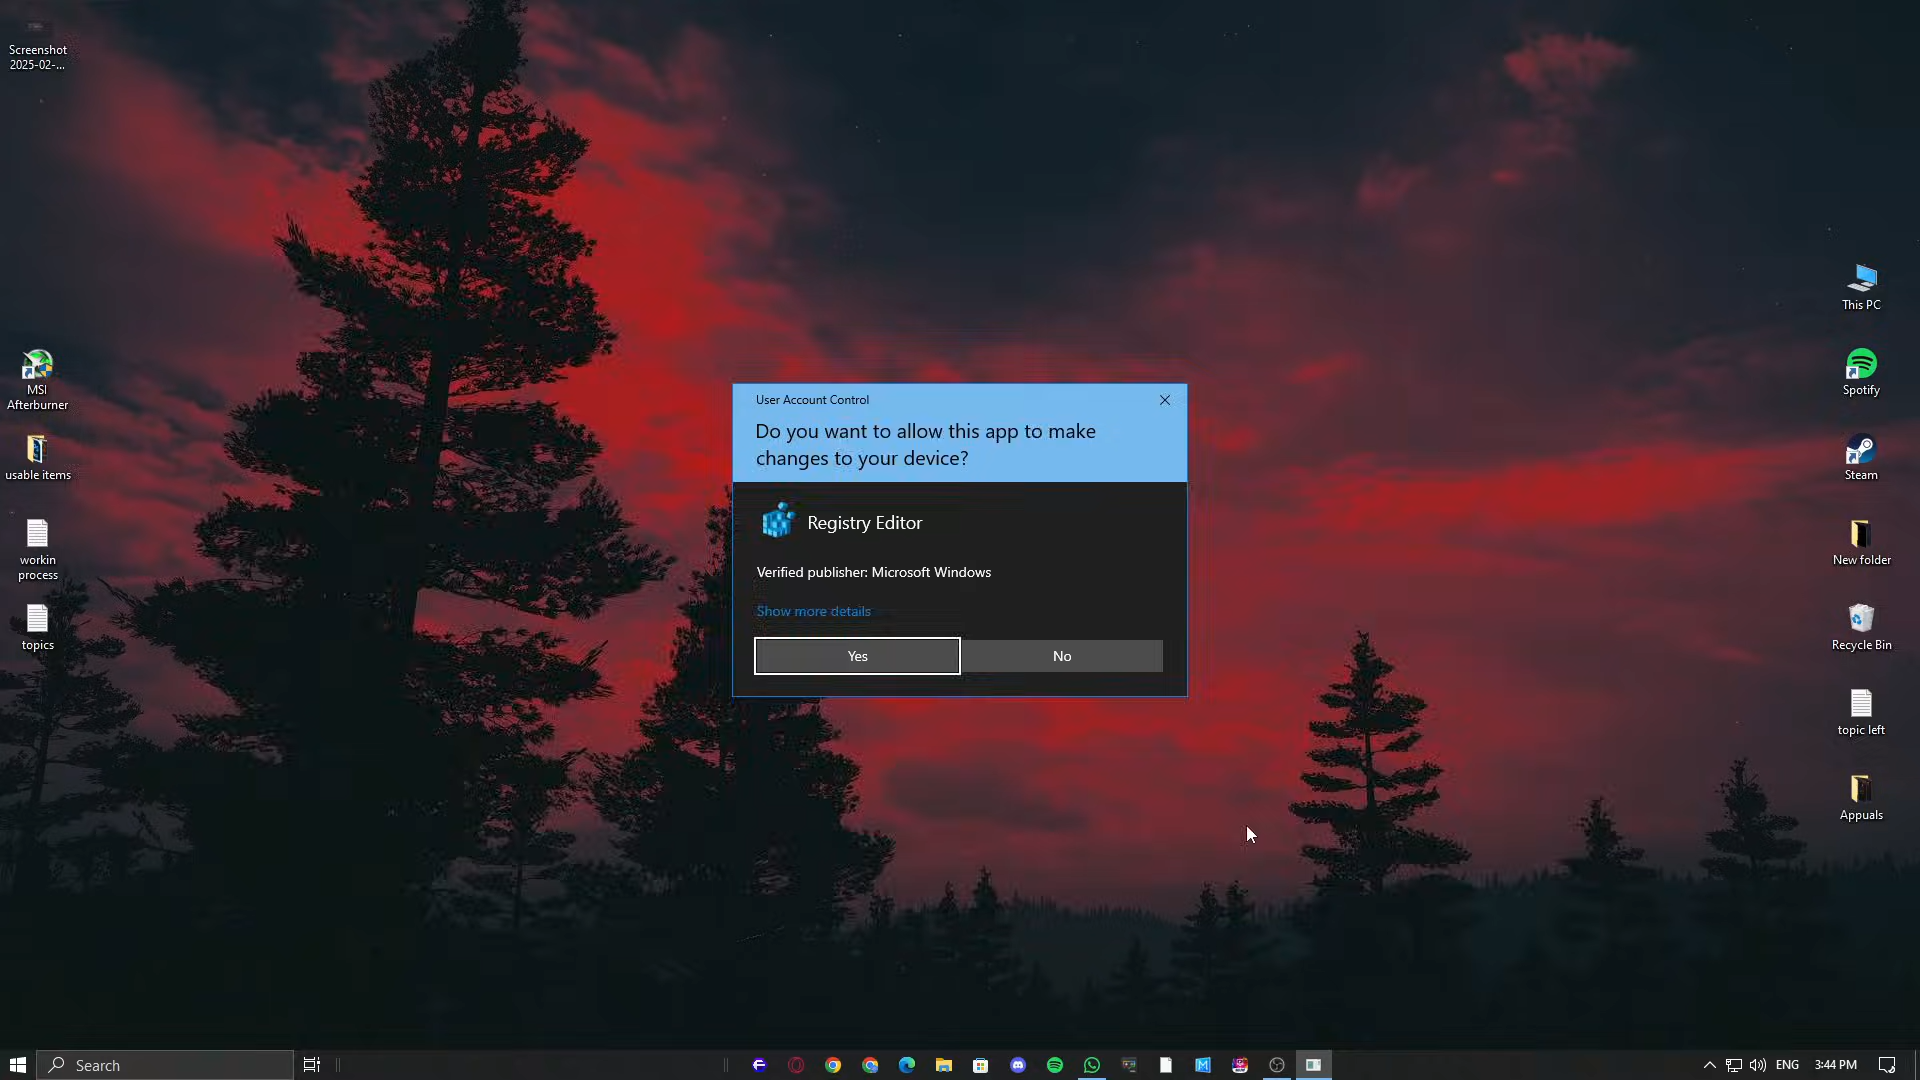 Screenshot
2025-02-...
MSI
Afterburner
usable items
workin
process
topics
User Account Control
Do you want to allow this app to make
changes to your device?
Registry Editor
Verified publisher: Microsoft Windows
Show more details
Yes
No
This PC
Spotify
Steam
New folder
Recycle Bin
topic left
Appuals
Search
ENG
3:44 PM